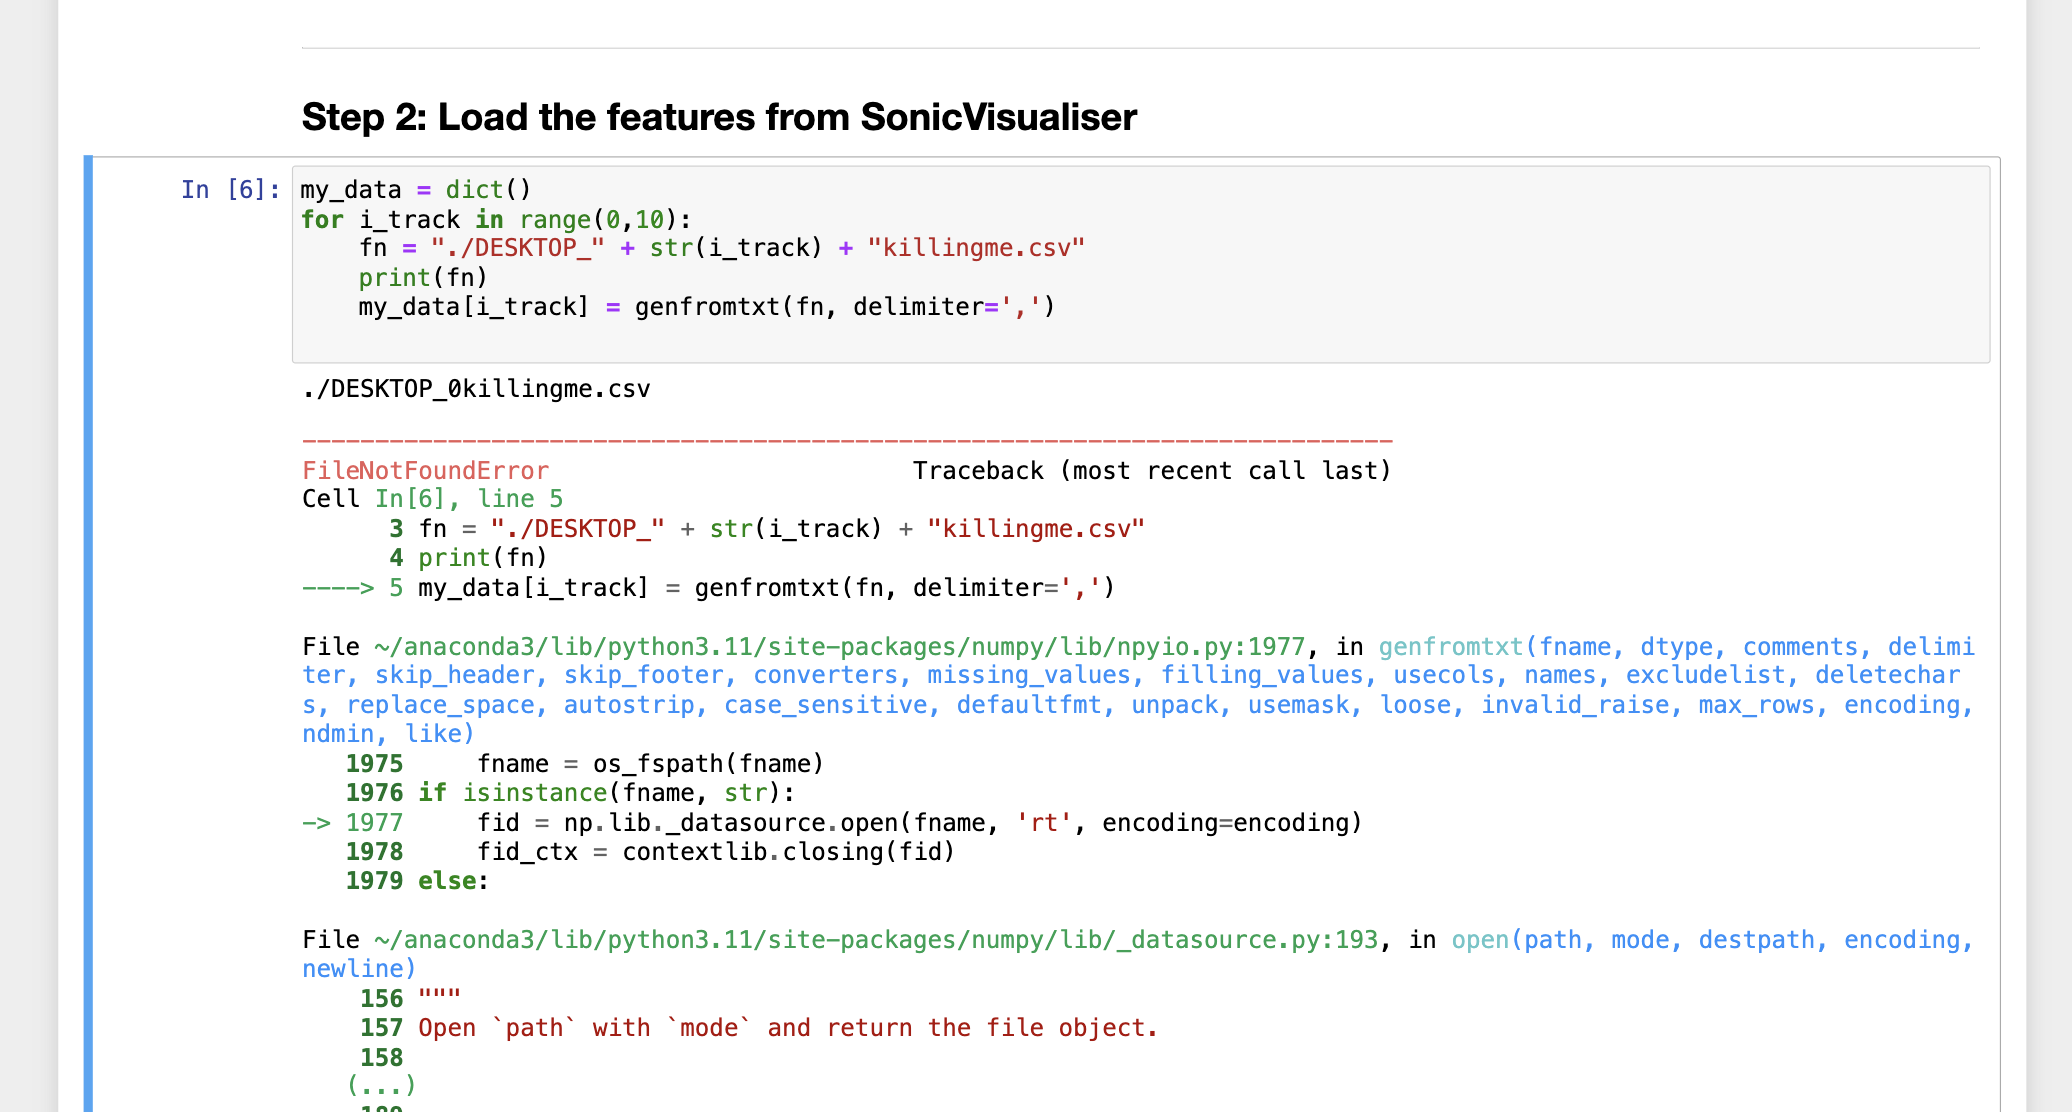 Step 2: Load the features from SonicVisualiser
In [6]: my_data = dict()
for i_track in range(0,10):
    fn = "./DESKTOP_" + str(i_track) + "killingme.csv"
    print(fn)
    my_data[i_track] = genfromtxt(fn, delimiter=',')
./DESKTOP_0killingme.csv
---------------------------------------------------------------------------
FileNotFoundError                         Traceback (most recent call last)
Cell In[6], line 5
      3 fn = "./DESKTOP_" + str(i_track) + "killingme.csv"
      4 print(fn)
----> 5 my_data[i_track] = genfromtxt(fn, delimiter=',')
File ~/anaconda3/lib/python3.11/site-packages/numpy/lib/npyio.py:1977, in genfromtxt(fname, dtype, comments, delimi
ter, skip_header, skip_footer, converters, missing_values, filling_values, usecols, names, excludelist, deletechar
s, replace_space, autostrip, case_sensitive, defaultfmt, unpack, usemask, loose, invalid_raise, max_rows, encoding,
ndmin, like)
   1975     fname = os_fspath(fname)
   1976 if isinstance(fname, str):
-> 1977     fid = np.lib._datasource.open(fname, 'rt', encoding=encoding)
   1978     fid_ctx = contextlib.closing(fid)
   1979 else:
File ~/anaconda3/lib/python3.11/site-packages/numpy/lib/_datasource.py:193, in open(path, mode, destpath, encoding,
newline)
    156 """
    157 Open `path` with `mode` and return the file object.
    158
   (...)